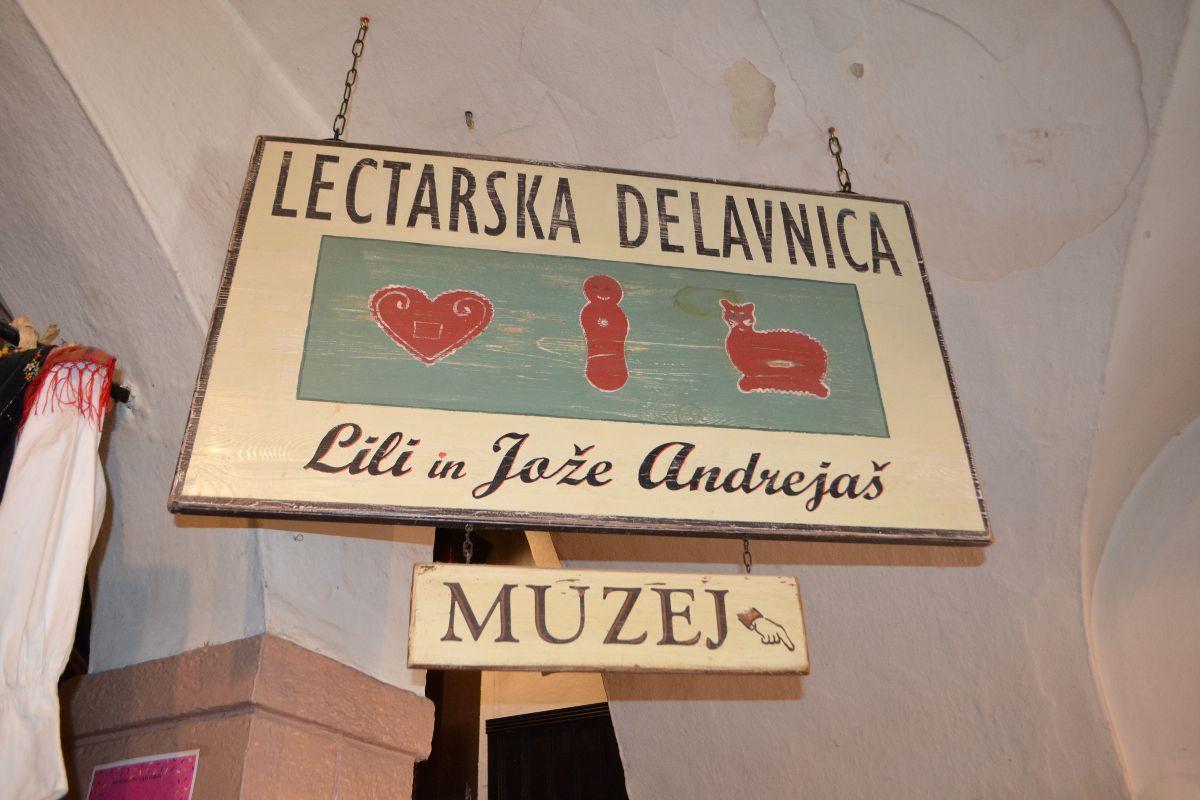 LECTARSKA DELAVNICA
Lili in Jože Andrejaš
MUZEJ